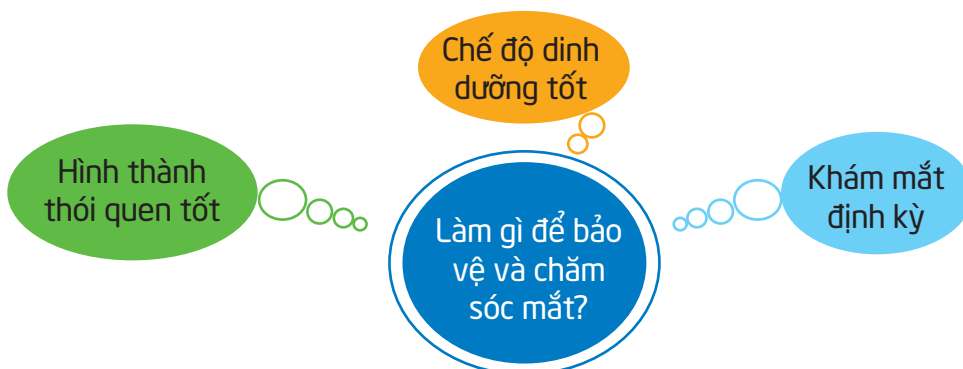 Chế độ dinh
dưỡng tốt
Hình thành
thói quen tốt
Khám mắt
định kỳ
Làm gì để bảo
vệ và chăm
sóc mắt?